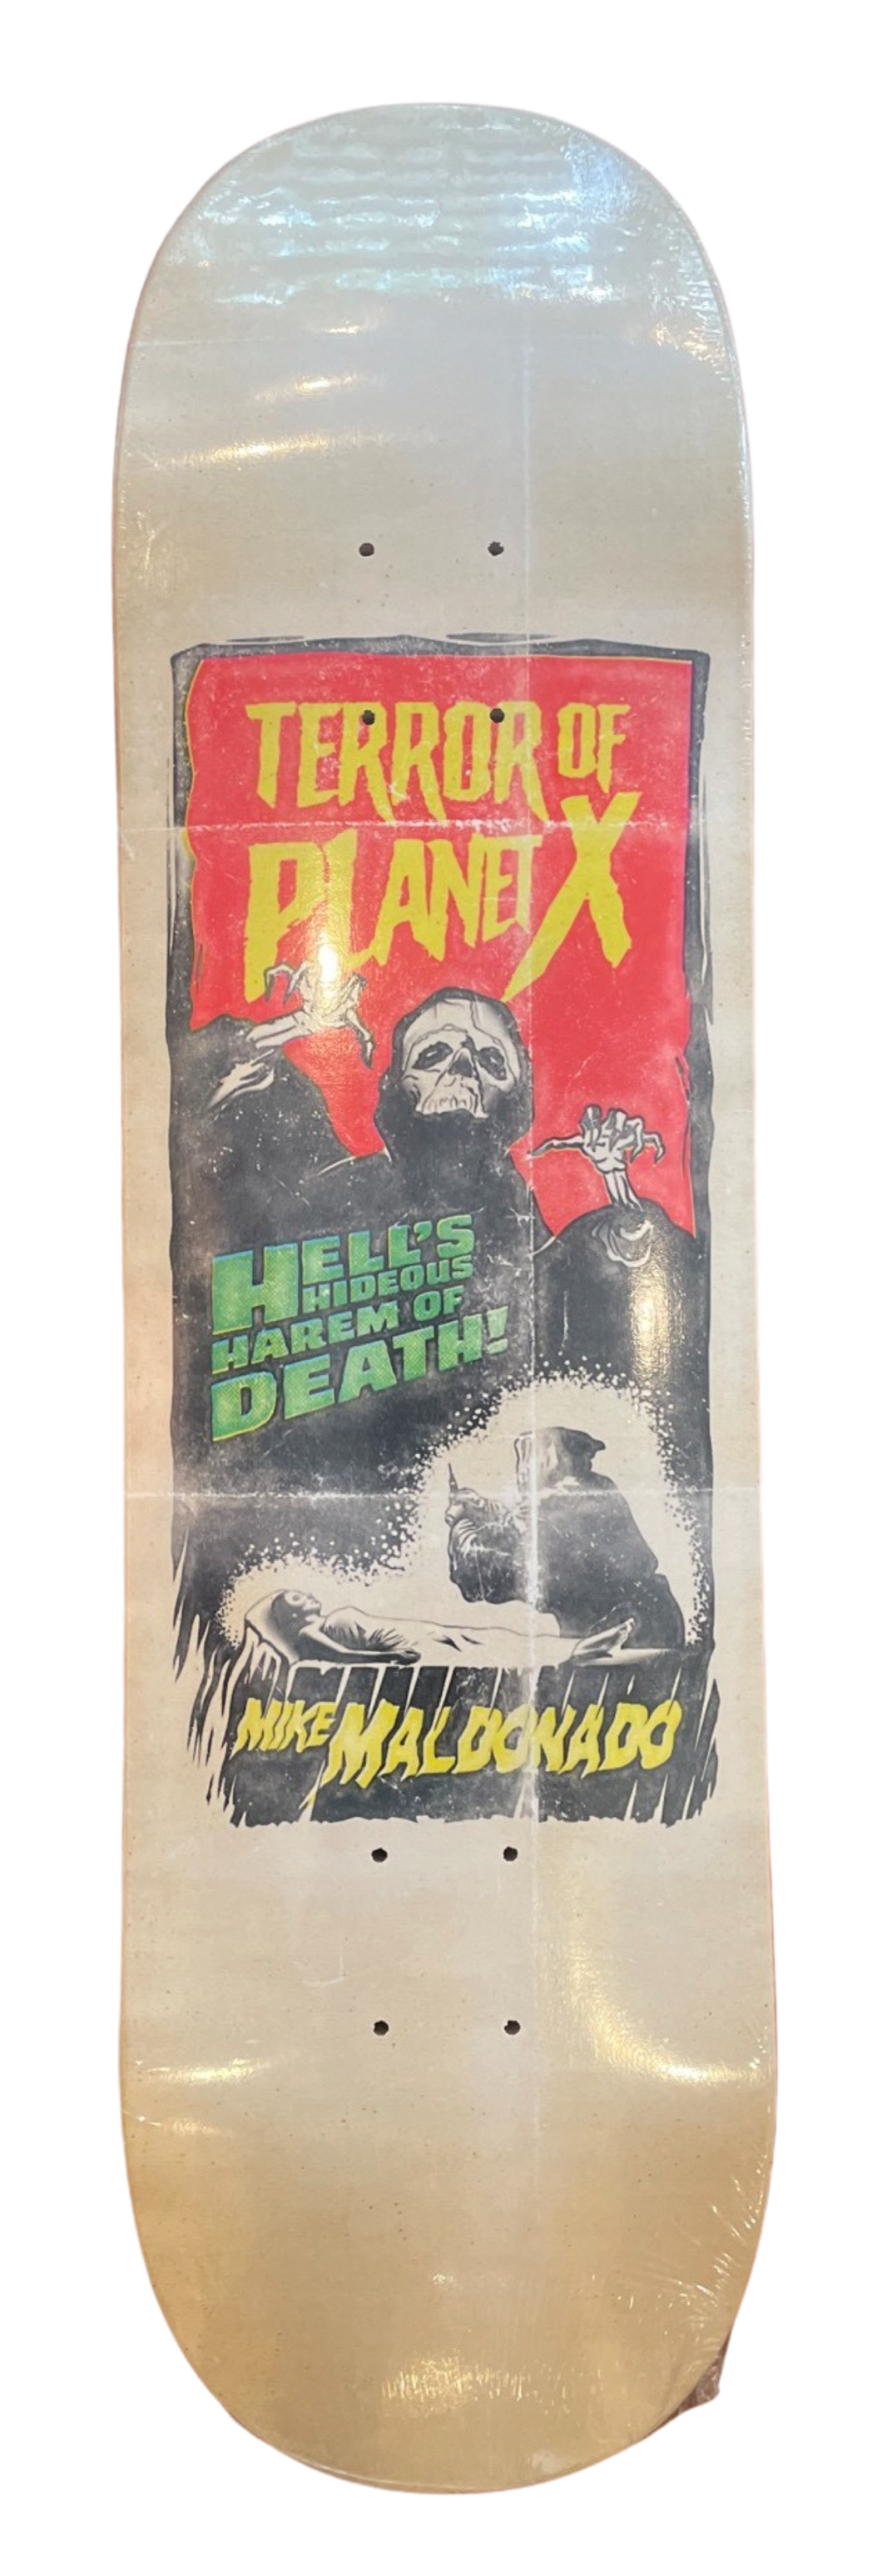 TERROR OF
PLANET X
HELL'S
HIDEOUS
HAREM OF
DEATH!
MIKE MALDONADO